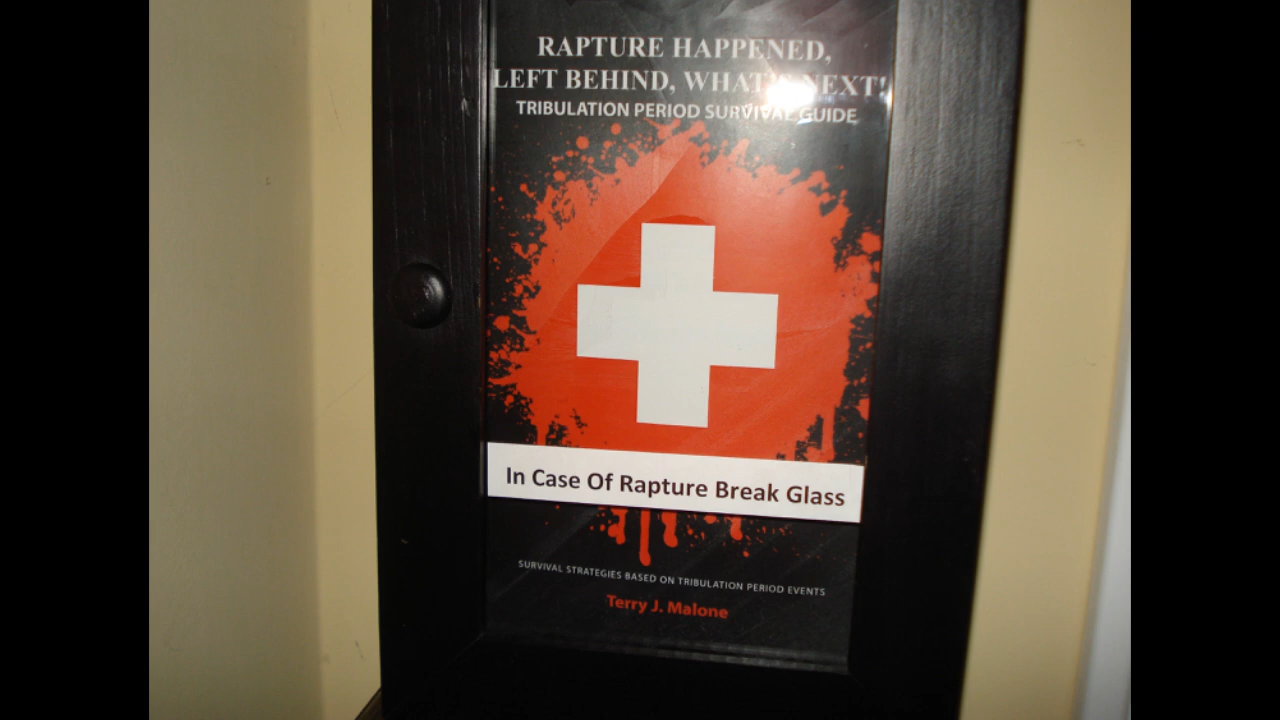 RAPTURE HAPPENED,
LEFT BEHIND, WHAT'S NEXT!
TRIBULATION PERIOD SURVIVAL GUIDE
In Case Of Rapture Break Glass
SURVIVAL STRATEGIES BASED ON TRIBULATION PERIOD EVENTS
Terry J. Malone